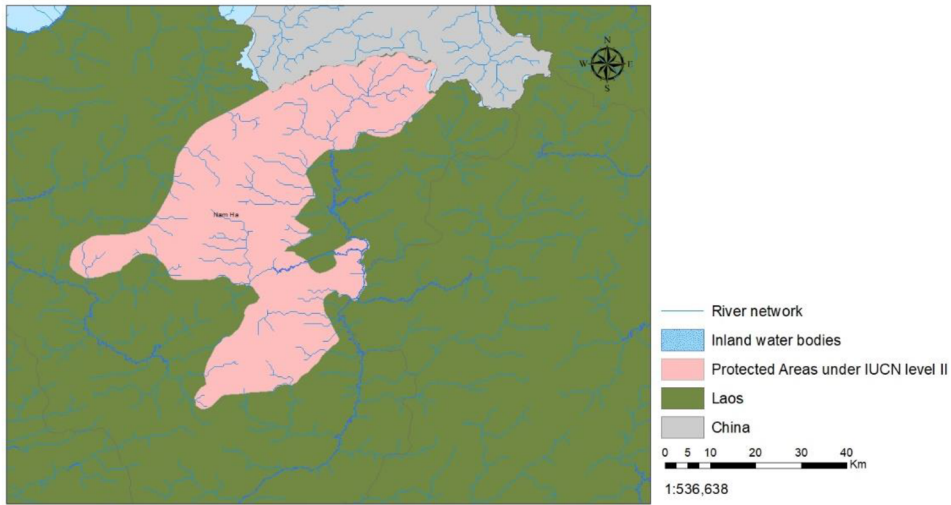 N
W E
S
Nam Ha
River network
Inland water bodies
Protected Areas under IUCN level II
Laos
China
0 5 10 20 30 40
Km
1:536,638